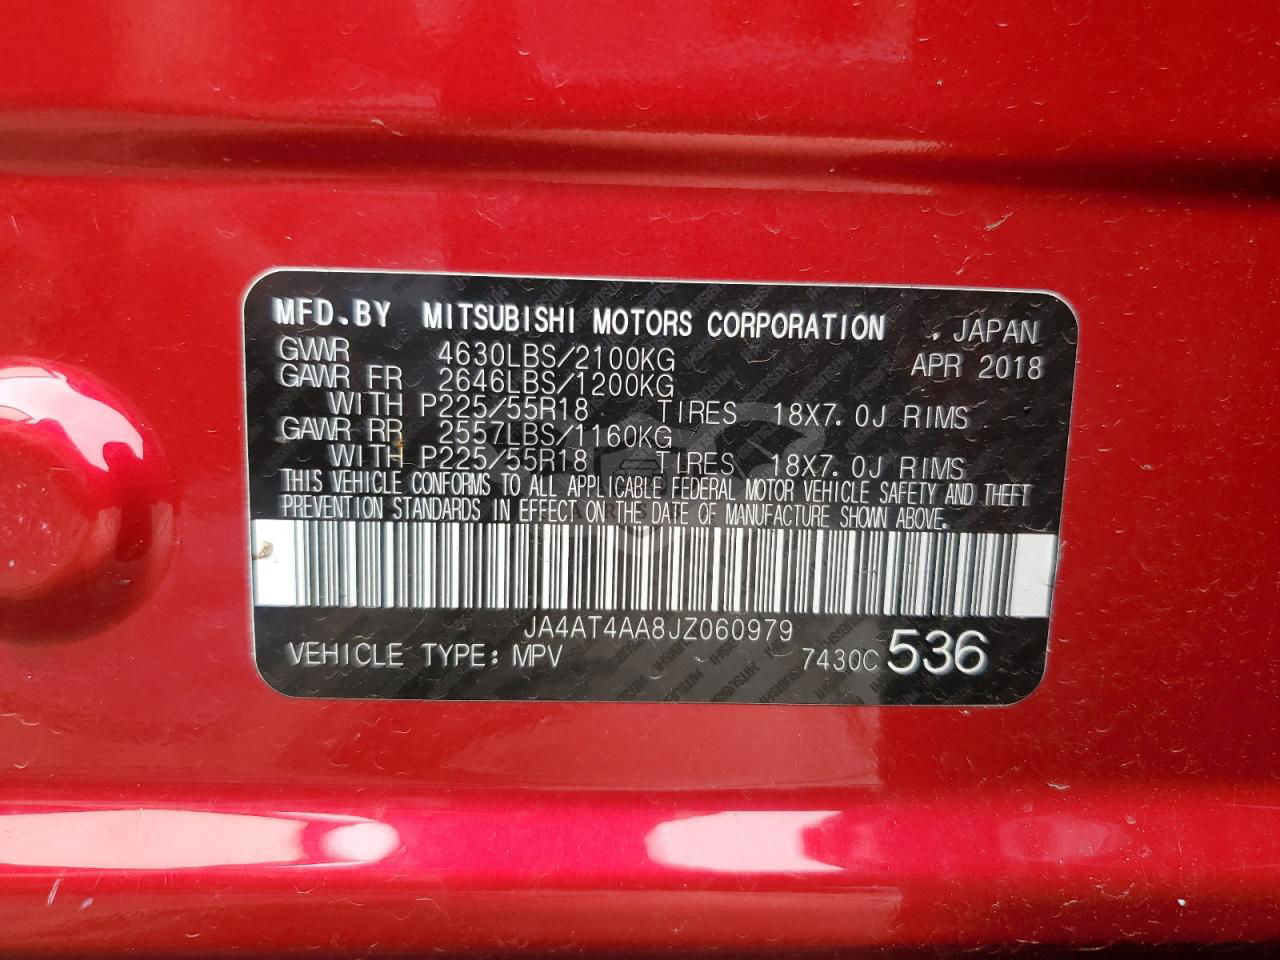 MFD.BY MITSUBISHI MOTORS CORPORATION , JAPAN
GVWR 4630LBS/2100KG APR 2018
GAWR FR 2646LBS/1200KG
WITH P225/55R18 TIRES 18X7.0J RIMS
GAWR RR 2557LBS/1160KG
WITH P225/55R18 TIRES 18X7.0J RIMS
THIS VEHICLE CONFORMS TO ALL APPLICABLE FEDERAL MOTOR VEHICLE SAFETY AND THEFT
PREVENTION STANDARDS IN EFFECT ON THE DATE OF MANUFACTURE SHOWN ABOVE.
JA4AT4AA8JZ060979
VEHICLE TYPE: MPV 7430C 536